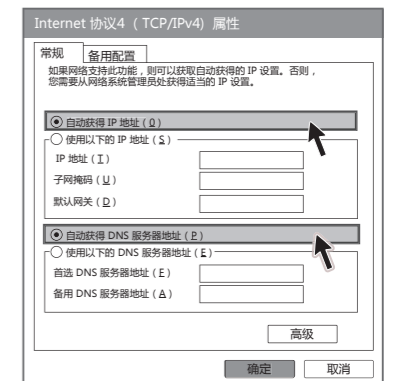 Internet 协议4（TCP/IPv4）属性
常规
备用配置
如果网络支持此功能，则可以获取自动获得的 IP 设置。否则，
您需要从网络系统管理员处获得适当的 IP 设置。
自动获得 IP 地址（O）
使用以下的 IP 地址（S）
IP 地址（I）
子网掩码（U）
默认网关（D）
自动获得 DNS 服务器地址（P）
使用以下的 DNS 服务器地址（E）
首选 DNS 服务器地址（F）
备用 DNS 服务器地址（A）
高级
确定
取消